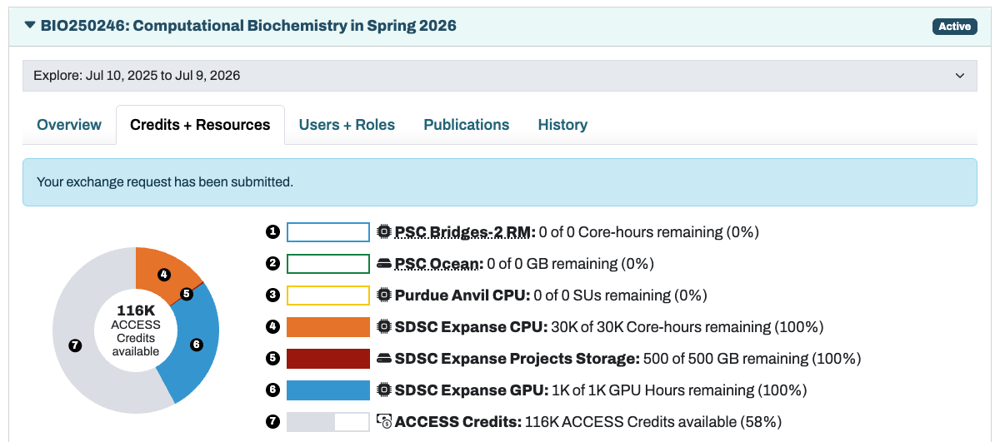 BIO250246: Computational Biochemistry in Spring 2026
Active
Explore: Jul 10, 2025 to Jul 9, 2026
Overview
Credits + Resources
Users + Roles
Publications
History
Your exchange request has been submitted.
4
5
6
7
116K
ACCESS
Credits
available
1 PSC Bridges-2 RM: 0 of 0 Core-hours remaining (0%)
2 PSC Ocean: 0 of 0 GB remaining (0%)
3 Purdue Anvil CPU: 0 of 0 SUs remaining (0%)
4 SDSC Expanse CPU: 30K of 30K Core-hours remaining (100%)
5 SDSC Expanse Projects Storage: 500 of 500 GB remaining (100%)
6 SDSC Expanse GPU: 1K of 1K GPU Hours remaining (100%)
7 ACCESS Credits: 116K ACCESS Credits available (58%)